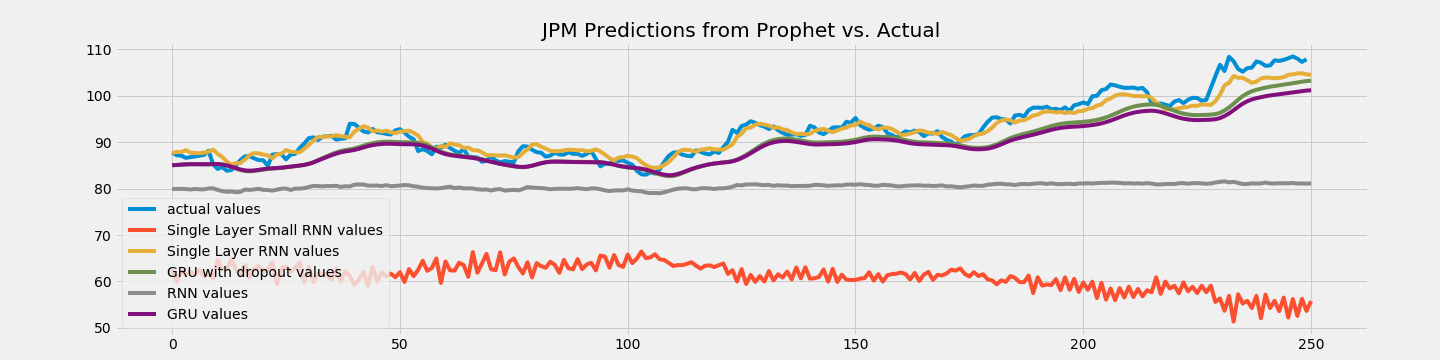 JPM Predictions from Prophet vs. Actual
110
100
90
80
70
60
50
actual values
Single Layer Small RNN values
Single Layer RNN values
GRU with dropout values
RNN values
GRU values
0
50
100
150
200
250